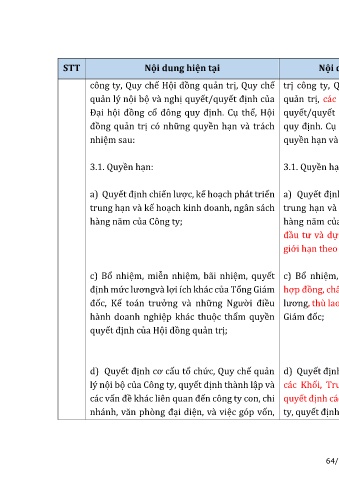 STT Nội dung hiện tại Nội
công ty, Quy chế Hội đồng quản trị, Quy chế
quản lý nội bộ và nghị quyết/quyết định của
Đại hội đồng cổ đông quy định. Cụ thể, Hội
đồng quản trị có những quyền hạn và trách
nhiệm sau:
3.1. Quyền hạn:
a) Quyết định chiến lược, kế hoạch phát triển
trung hạn và kế hoạch kinh doanh, ngân sách
hàng năm của Công ty;
c) Bổ nhiệm, miễn nhiệm, bãi nhiệm, quyết
định mức lươngvà lợi ích khác của Tổng Giám
đốc, Kế toán trưởng và những Người điều
hành doanh nghiệp khác thuộc thẩm quyền
quyết định của Hội đồng quản trị;
d) Quyết định cơ cấu tổ chức, Quy chế quản
lý nội bộ của Công ty, quyết định thành lập và
các vấn đề khác liên quan đến công ty con, chi
nhánh, văn phòng đại diện, và việc góp vốn,
trị công ty, Q
quản trị, các
quyết/quyết
quy định. Cụ
quyền hạn và
3.1. Quyền hạ
a) Quyết định
trung hạn và
hàng năm của
đầu tư và dự
giới hạn theo
c) Bổ nhiệm,
hợp đồng, chấ
lương, thù lao
Giám đốc;
d) Quyết định
các Khối, Tru
quyết định cá
ty, quyết định
64/